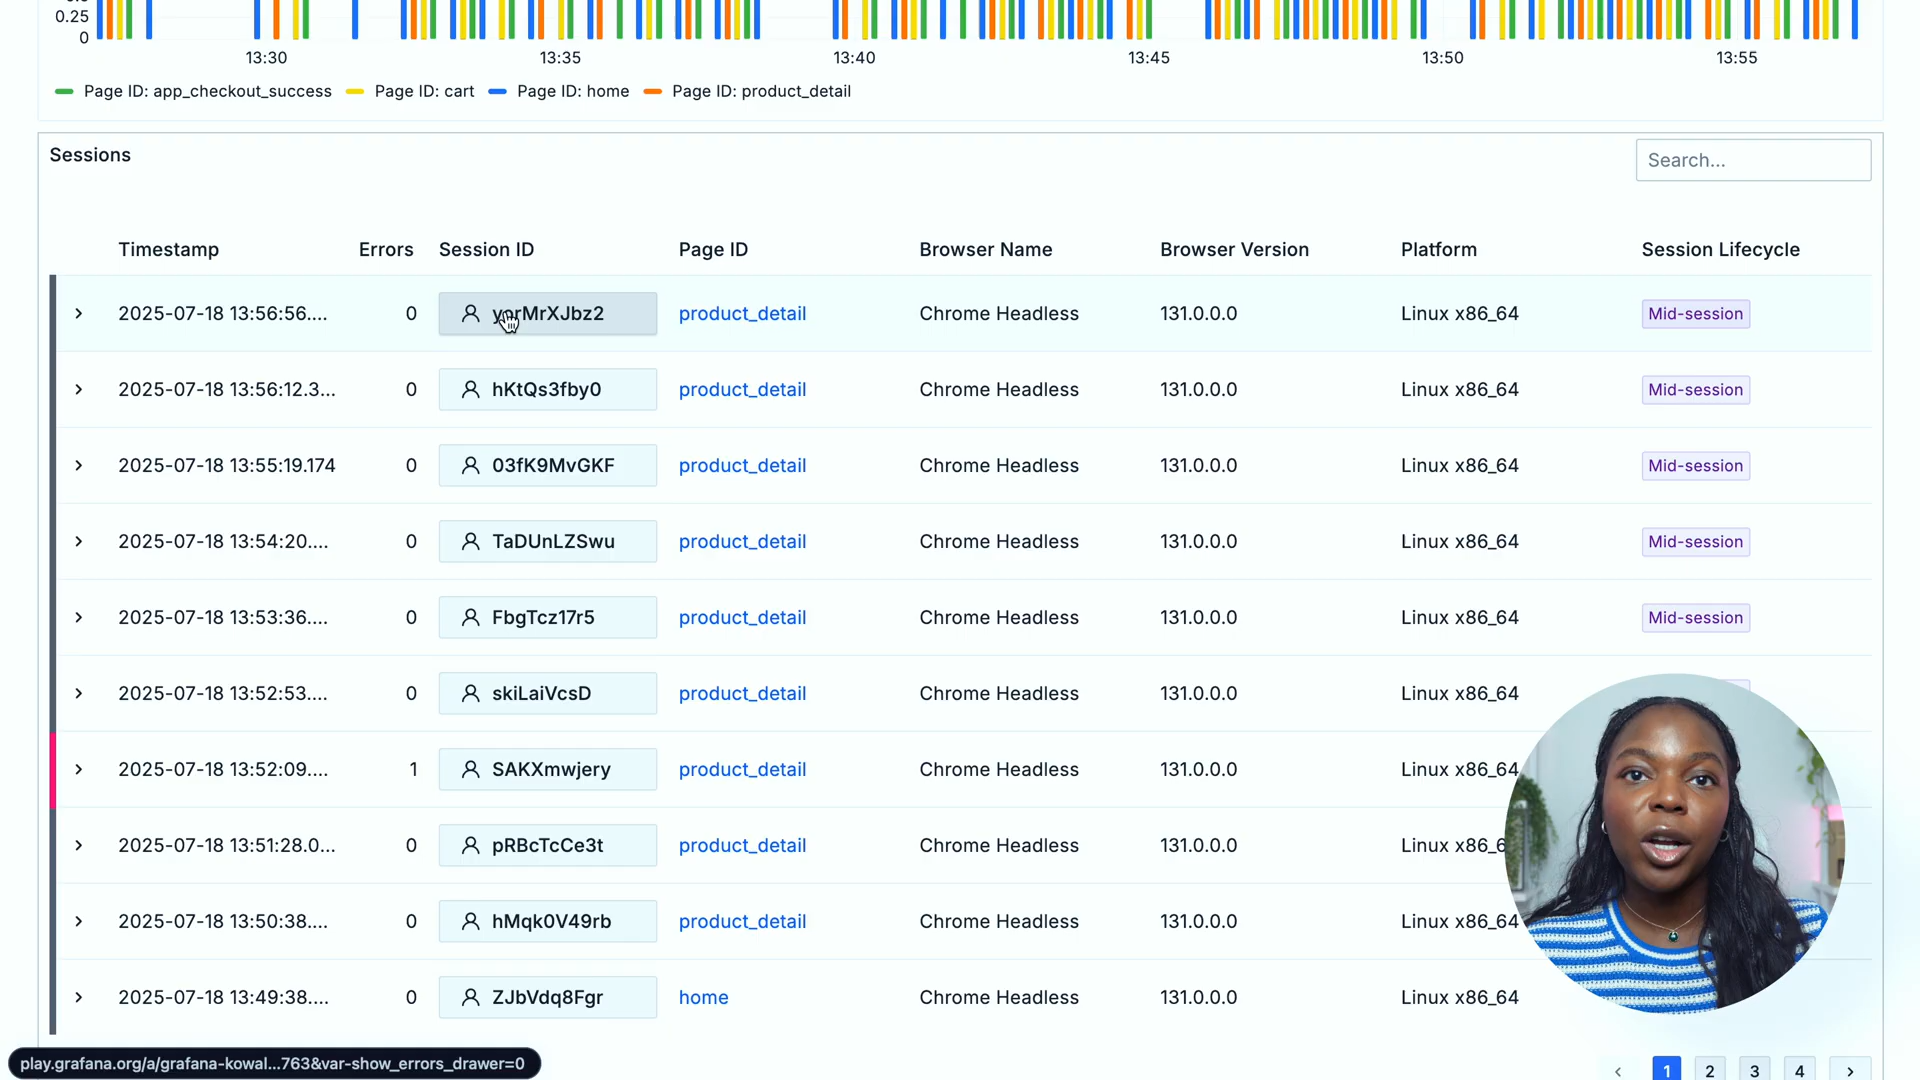 0.25
0
13:30 13:35 13:40 13:45 13:50 13:55
Page ID: app_checkout_success Page ID: cart Page ID: home Page ID: product_detail
Sessions
Search...
Timestamp Errors Session ID Page ID Browser Name Browser Version Platform Session Lifecycle
2025-07-18 13:56:56.... 0 product_detail Chrome Headless 131.0.0.0 Linux x86_64 Mid-session
2025-07-18 13:56:12.3... 0 hKtQs3fby0 product_detail Chrome Headless 131.0.0.0 Linux x86_64 Mid-session
2025-07-18 13:55:19.174 0 03fK9MvGKF product_detail Chrome Headless 131.0.0.0 Linux x86_64 Mid-session
2025-07-18 13:54:20.... 0 TaDUnLZSwu product_detail Chrome Headless 131.0.0.0 Linux x86_64 Mid-session
2025-07-18 13:53:36.... 0 FbgTcz17r5 product_detail Chrome Headless 131.0.0.0 Linux x86_64 Mid-session
2025-07-18 13:52:53.... 0 skiLaiVcsD product_detail Chrome Headless 131.0.0.0 Linux x86_64
2025-07-18 13:52:09.... 1 SAKXmwjery product_detail Chrome Headless 131.0.0.0 Linux x86_64
2025-07-18 13:51:28.0... 0 pRBcTcCe3t product_detail Chrome Headless 131.0.0.0 Linux x86_6
2025-07-18 13:50:38.... 0 hMqk0V49rb product_detail Chrome Headless 131.0.0.0 Linux x86_64
2025-07-18 13:49:38.... 0 ZJbVdq8Fgr home Chrome Headless 131.0.0.0 Linux x86_64
play.grafana.org/a/grafana-kowal...763&var-show_errors_drawer=0
1 2 3 4